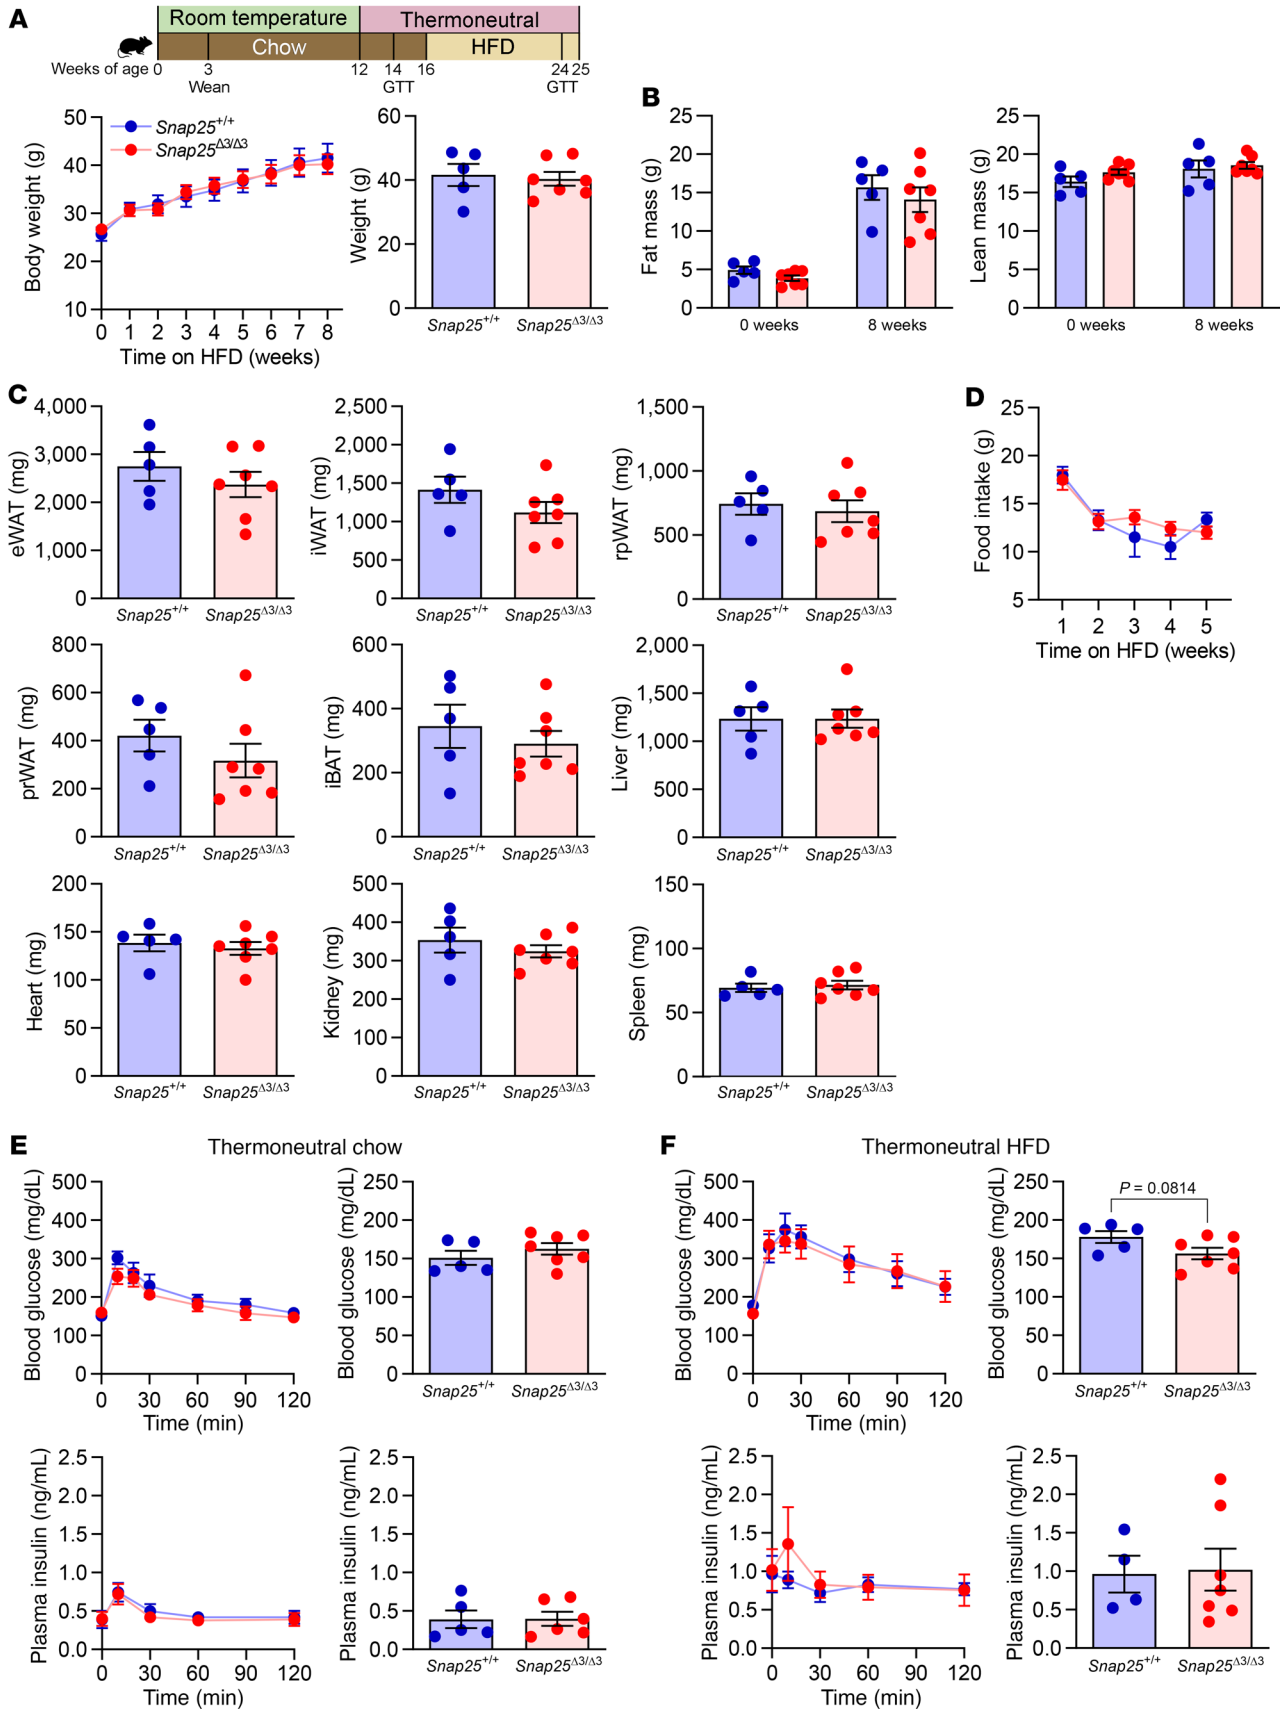 A
Room temperature Thermoneutral
Chow HFD
Weeks of age 0 3 12 14 16 24 25
Wean GTT GTT
Body weight (g)
50
40
30
20
10
Snap25+/+
Snap25Δ3/Δ3
0 1 2 3 4 5 6 7 8
Time on HFD (weeks)
Weight (g)
60
40
20
0
Snap25+/+ Snap25Δ3/Δ3
B
Fat mass (g)
25
20
15
10
5
0
0 weeks 8 weeks
Lean mass (g)
25
20
15
10
5
0
0 weeks 8 weeks
C
eWAT (mg)
4,000
3,000
2,000
1,000
0
Snap25+/+ Snap25Δ3/Δ3
iWAT (mg)
2,500
2,000
1,500
1,000
500
0
Snap25+/+ Snap25Δ3/Δ3
rpWAT (mg)
1,500
1,000
500
0
Snap25+/+ Snap25Δ3/Δ3
D
Food intake (g)
25
20
15
10
5
1 2 3 4 5
Time on HFD (weeks)
prWAT (mg)
800
600
400
200
0
Snap25+/+ Snap25Δ3/Δ3
iBAT (mg)
600
400
200
0
Snap25+/+ Snap25Δ3/Δ3
Liver (mg)
2,000
1,500
1,000
500
0
Snap25+/+ Snap25Δ3/Δ3
Heart (mg)
200
150
100
50
0
Snap25+/+ Snap25Δ3/Δ3
Kidney (mg)
500
400
300
200
100
0
Snap25+/+ Snap25Δ3/Δ3
Spleen (mg)
150
100
50
0
Snap25+/+ Snap25Δ3/Δ3
E
Thermoneutral chow
Blood glucose (mg/dL)
500
400
300
200
100
0
0 30 60 90 120
Time (min)
Blood glucose (mg/dL)
250
200
150
100
50
0
Snap25+/+ Snap25Δ3/Δ3
Plasma insulin (ng/mL)
2.5
2.0
1.5
1.0
0.5
0.0
0 30 60 90 120
Time (min)
Plasma insulin (ng/mL)
2.5
2.0
1.5
1.0
0.5
0.0
Snap25+/+ Snap25Δ3/Δ3
F
Thermoneutral HFD
Blood glucose (mg/dL)
500
400
300
200
100
0
0 30 60 90 120
Time (min)
Blood glucose (mg/dL)
250
200
150
100
50
0
P = 0.0814
Snap25+/+ Snap25Δ3/Δ3
Plasma insulin (ng/mL)
2.5
2.0
1.5
1.0
0.5
0.0
0 30 60 90 120
Time (min)
Plasma insulin (ng/mL)
2.5
2.0
1.5
1.0
0.5
0.0
Snap25+/+ Snap25Δ3/Δ3